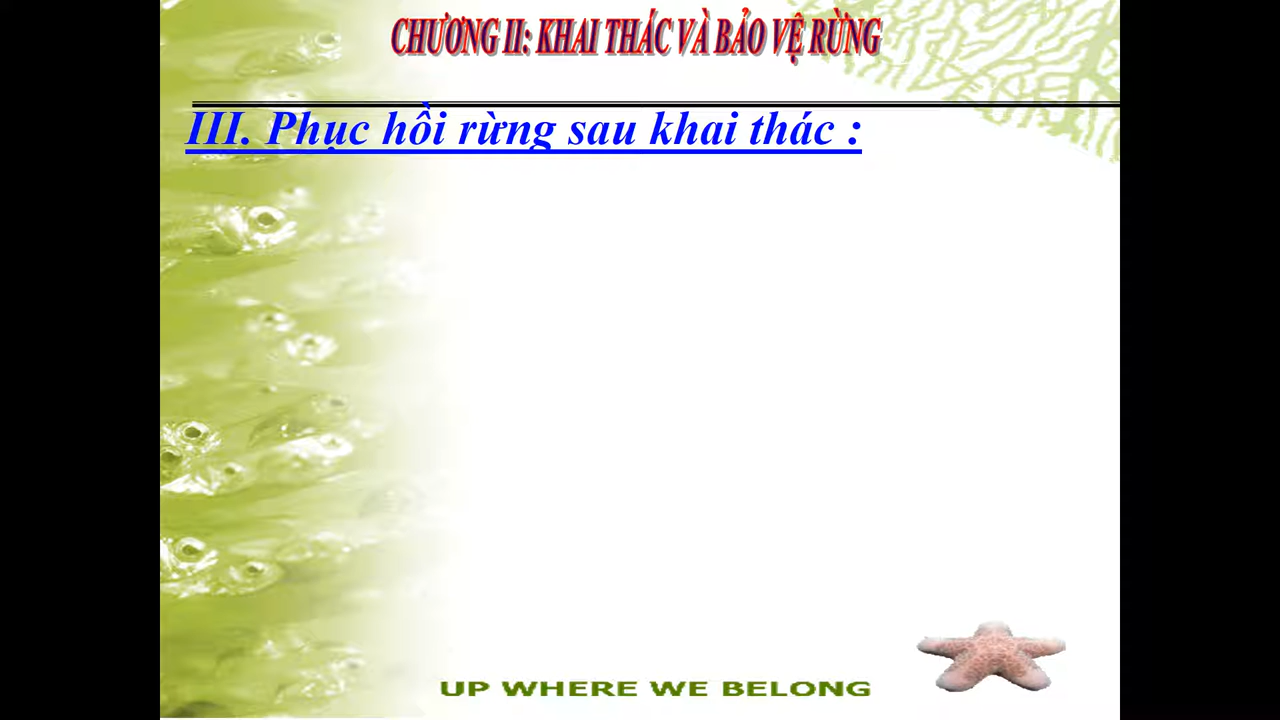 CHƯƠNG II: KHAI THÁC VÀ BẢO VỆ RỪNG
III. Phục hồi rừng sau khai thác :
UP WHERE WE BELONG